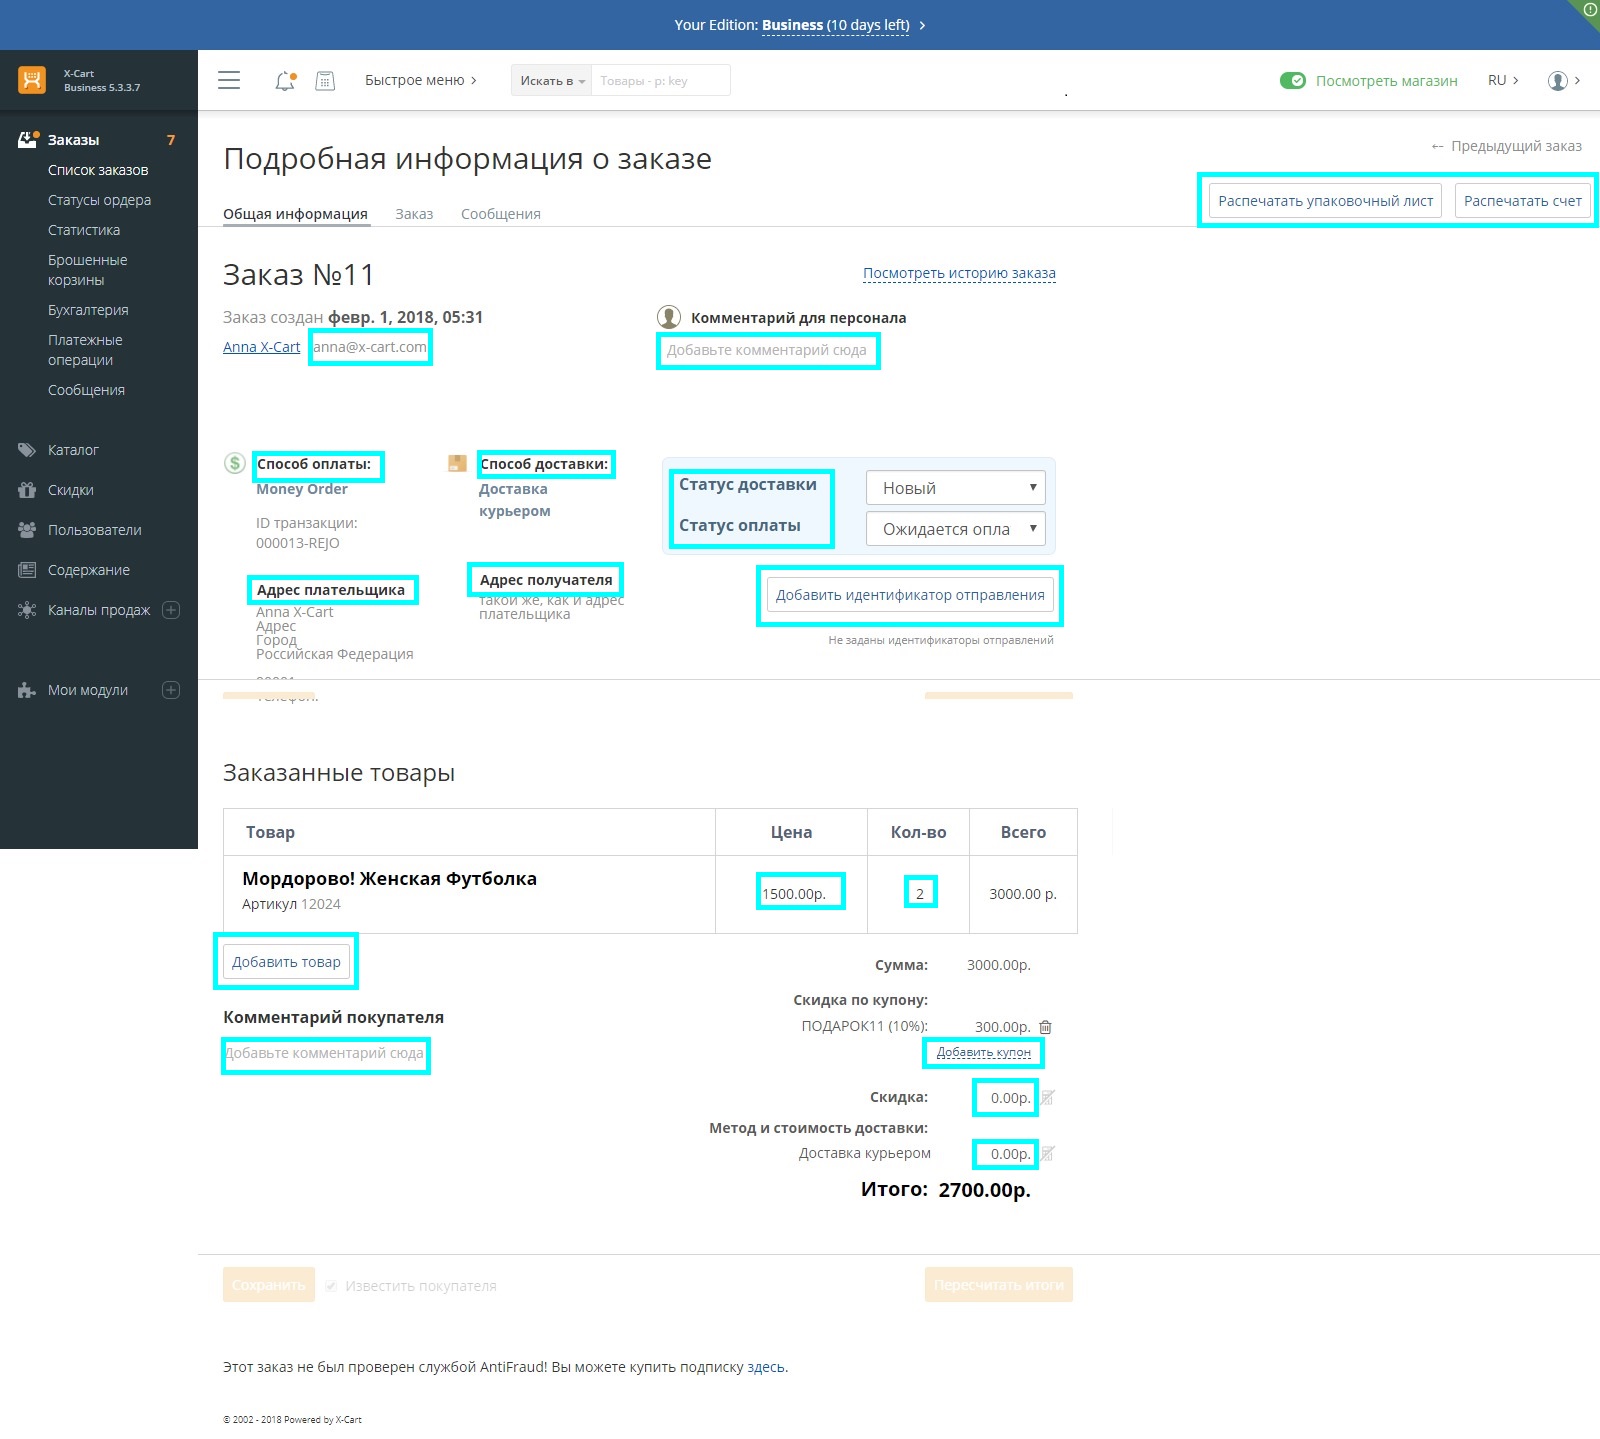 Your Edition: Business (10 days left) >
X-Cart
Business 5.3.3.7
Быстрое меню >
Искать в
Товары - p: key
Посмотреть магазин
RU >
Заказы 7
Список заказов
Статусы ордера
Статистика
Брошенные
корзины
Бухгалтерия
Платежные
операции
Сообщения
Каталог
Скидки
Пользователи
Содержание
Каналы продаж
Мои модули
Подробная информация о заказе
← Предыдущий заказ
Распечатать упаковочный лист
Распечатать счет
Общая информация
Заказ
Сообщения
Заказ №11
Посмотреть историю заказа
Заказ создан февр. 1, 2018, 05:31
Anna X-Cart anna@x-cart.com
Комментарий для персонала
Добавьте комментарий сюда
Способ оплаты:
Money Order
ID транзакции:
000013-REJO
Способ доставки:
Доставка
курьером
Статус доставки
Новый
Статус оплаты
Ожидается опла
Адрес плательщика
Anna X-Cart
Адрес
Город
Российская Федерация
Адрес получателя
такой же, как и адрес
плательщика
Добавить идентификатор отправления
Не заданы идентификаторы отправлений
Заказанные товары
Товар Цена Кол-во Всего
Мордорово! Женская Футболка
Артикул 12024
1500.00р. 2 3000.00 р.
Добавить товар
Комментарий покупателя
Добавьте комментарий сюда
Сумма: 3000.00р.
Скидка по купону:
ПОДАРОК11 (10%): 300.00р.
Добавить купон
Скидка: 0.00р.
Метод и стоимость доставки:
Доставка курьером 0.00р.
Итого: 2700.00р.
Сохранить
Известить покупателя
Пересчитать итоги
Этот заказ не был проверен службой AntiFraud! Вы можете купить подписку здесь.
© 2002 - 2018 Powered by X-Cart